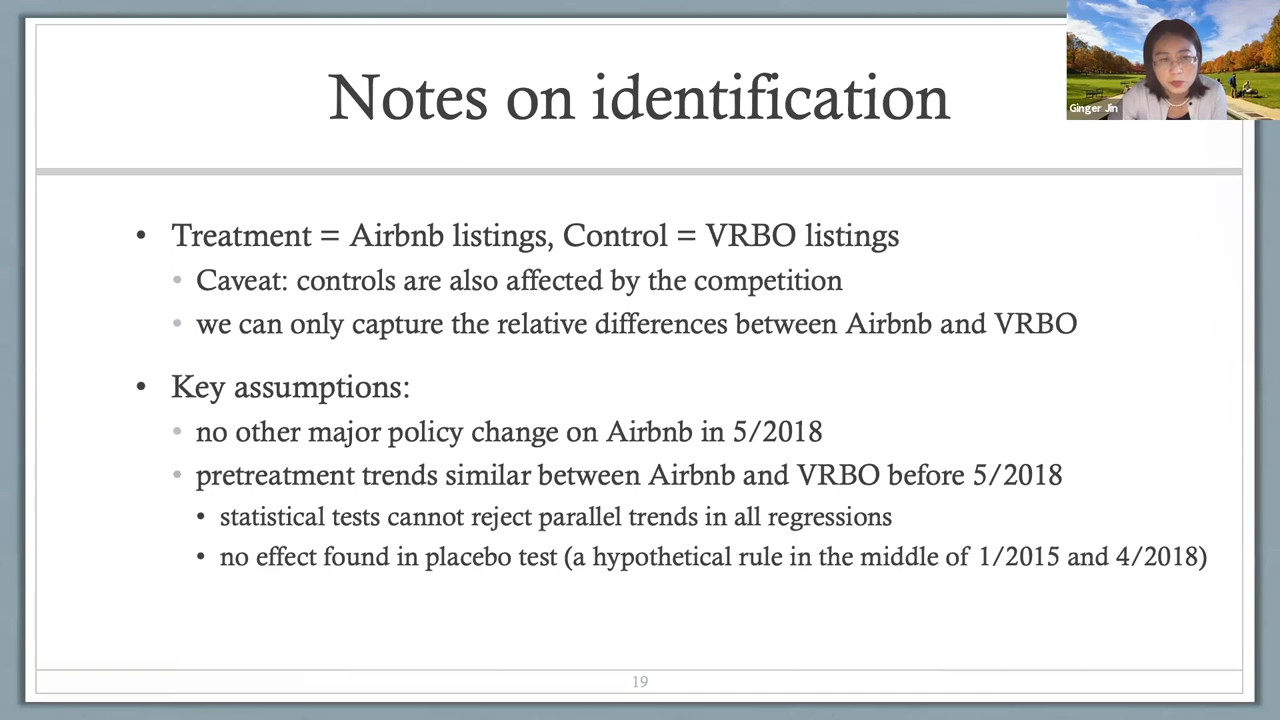 Notes on identification
Ginger Jin
• Treatment = Airbnb listings, Control = VRBO listings
• Caveat: controls are also affected by the competition
• we can only capture the relative differences between Airbnb and VRBO
• Key assumptions:
• no other major policy change on Airbnb in 5/2018
• pretreatment trends similar between Airbnb and VRBO before 5/2018
• statistical tests cannot reject parallel trends in all regressions
• no effect found in placebo test (a hypothetical rule in the middle of 1/2015 and 4/2018)
19